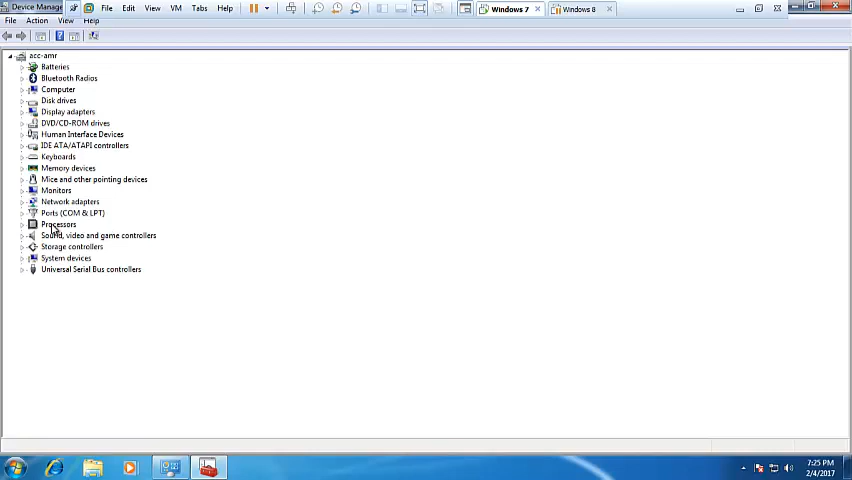 Device Manag File Edit View VM Tabs Help Windows 7 Windows 8
File Action View Help
acc-amr
Batteries
Bluetooth Radios
Computer
Disk drives
Display adapters
DVD/CD-ROM drives
Human Interface Devices
IDE ATA/ATAPI controllers
Keyboards
Memory devices
Mice and other pointing devices
Monitors
Network adapters
Ports (COM & LPT)
Processors
Sound, video and game controllers
Storage controllers
System devices
Universal Serial Bus controllers
7:25 PM
2/4/2017